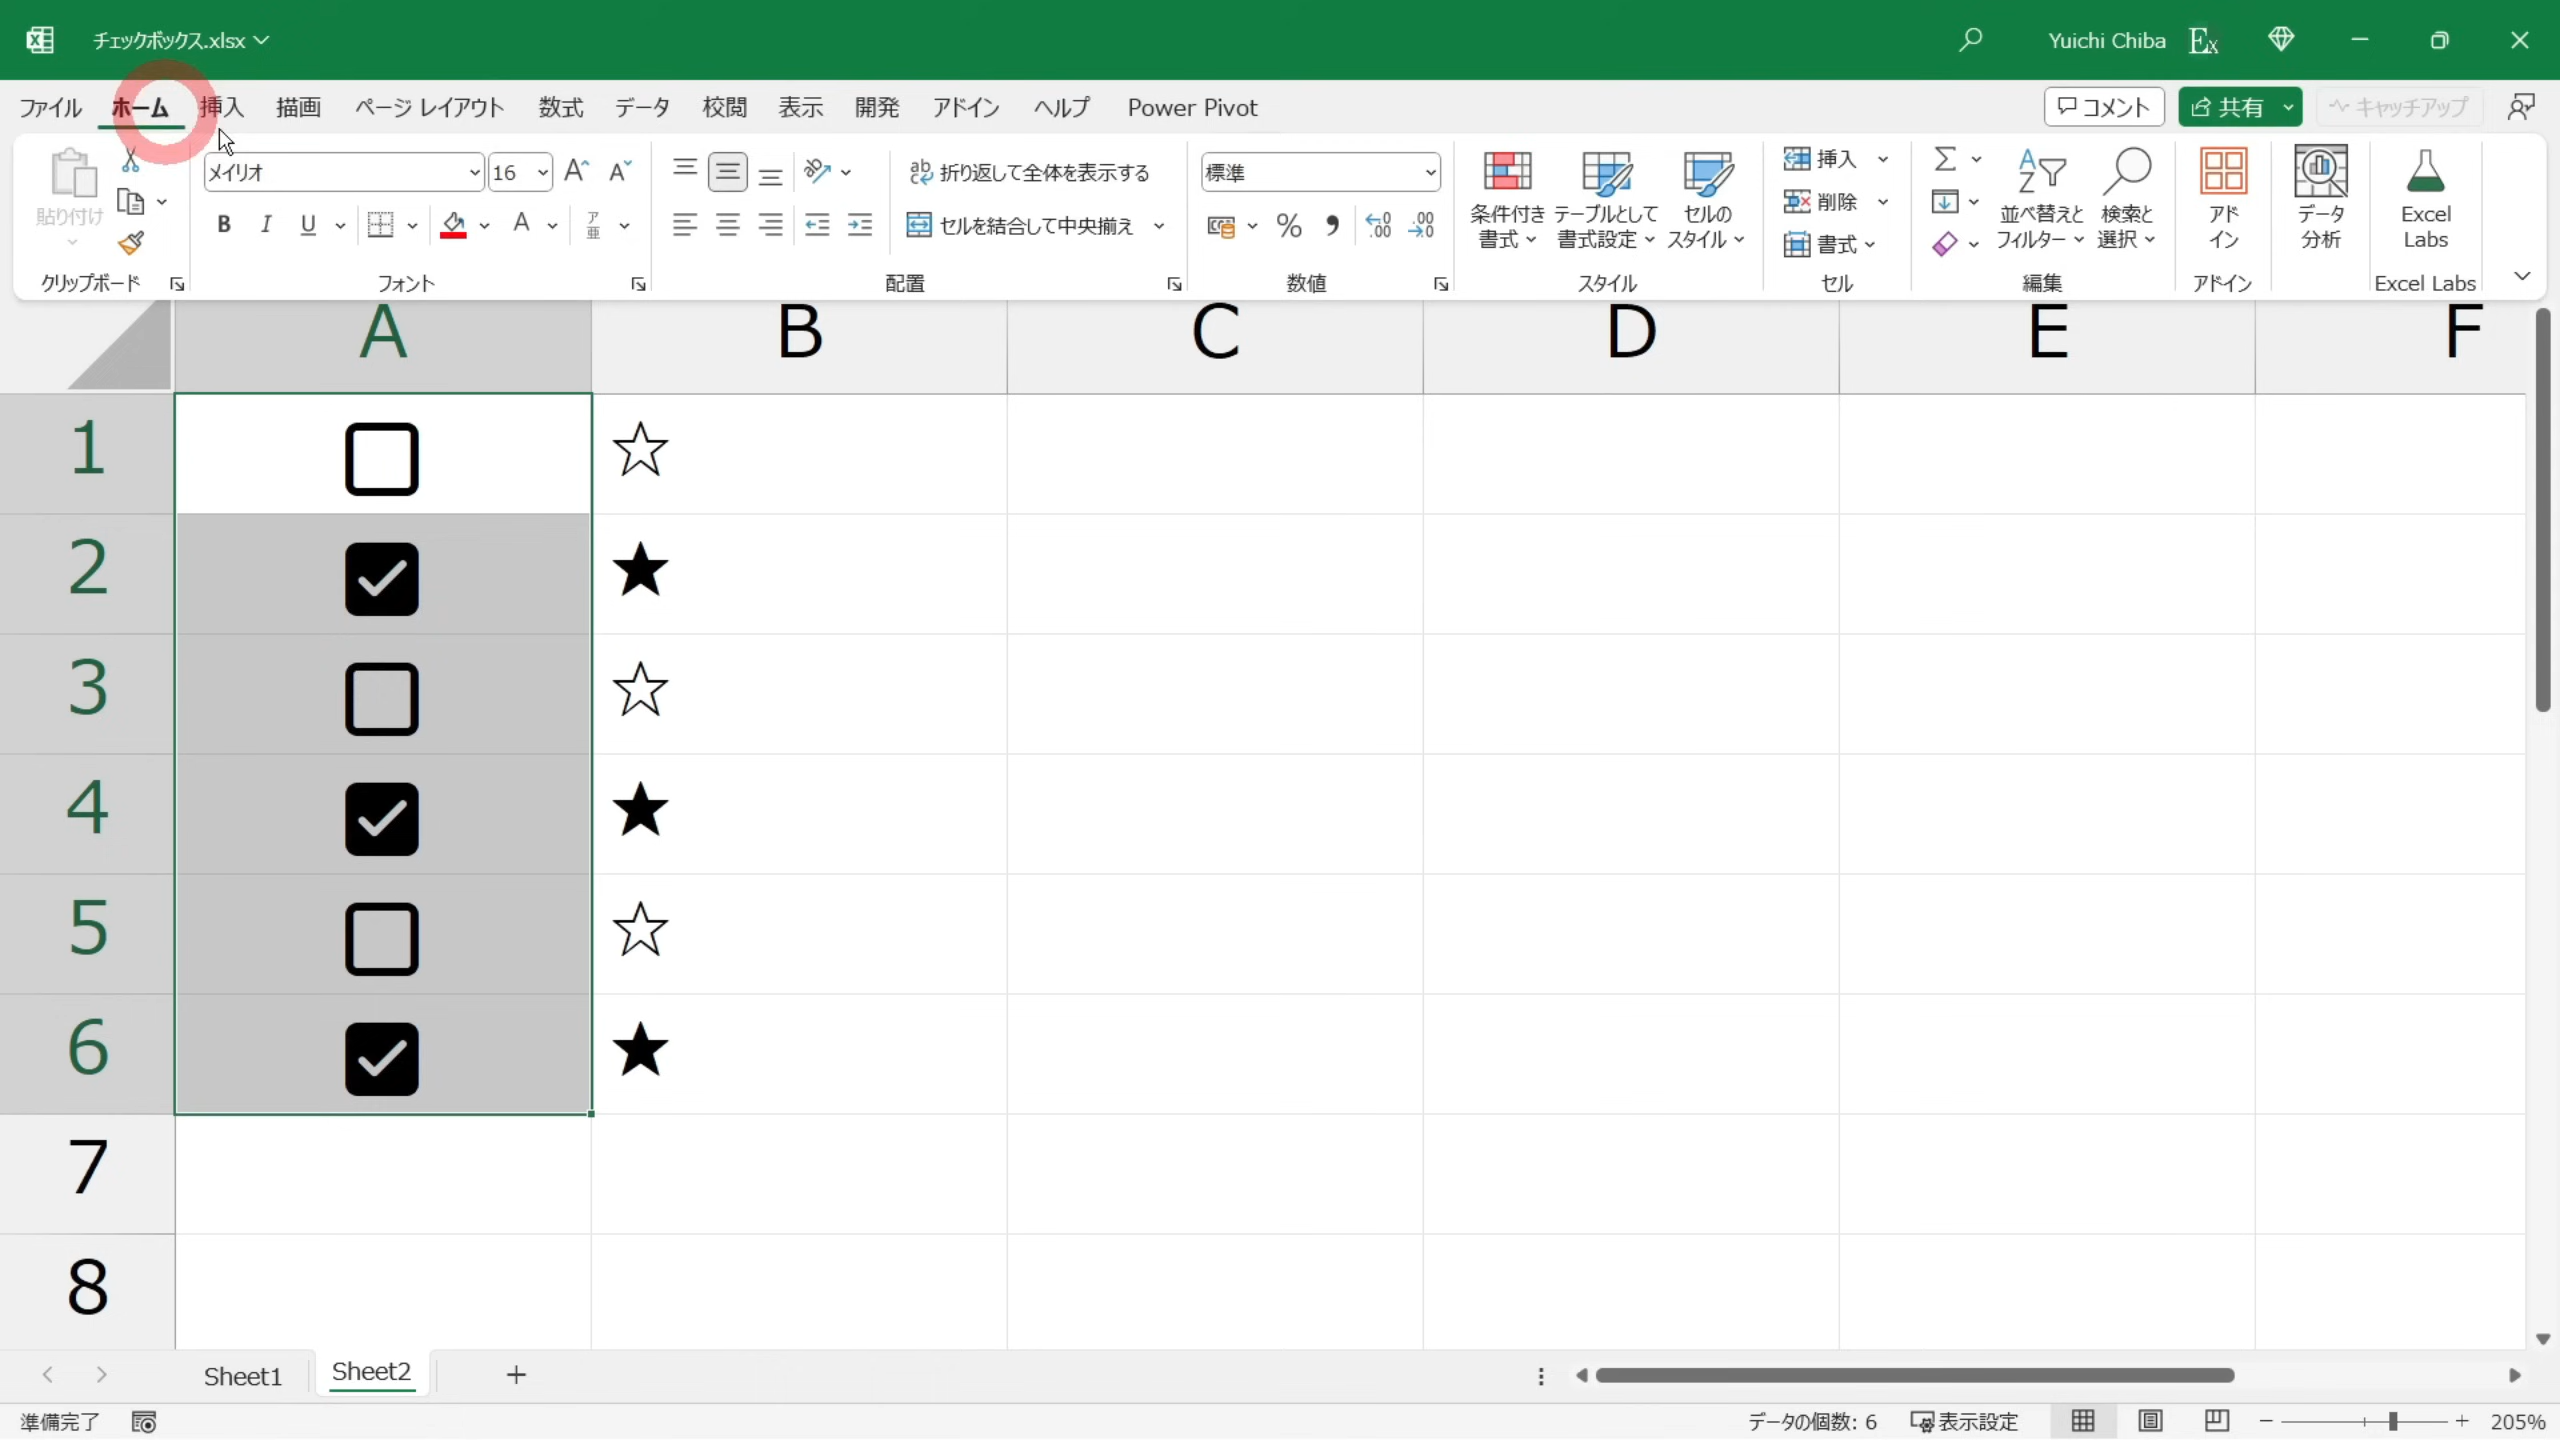 チェックボックス.xlsx
Yuichi Chiba
Ex
ファイル ホーム 挿入 描画 ページ レイアウト 数式 データ 校閲 表示 開発 アドイン ヘルプ Power Pivot
コメント 共有 キャッチアップ
貼り付け
クリップボード
メイリオ 16
B I U A ア亜
フォント
折り返して全体を表示する
セルを結合して中央揃え
配置
標準
% 9 .00
数値
条件付き書式
テーブルとして書式設定
セルのスタイル
スタイル
挿入
削除
書式
セル
Σ
並べ替えとフィルター
検索と選択
編集
アドイン
アドイン
データ分析
Excel Labs
Excel Labs
A B C D E F
1 ☐ ☆
2 ☑ ★
3 ☐ ☆
4 ☑ ★
5 ☐ ☆
6 ☑ ★
7
8
Sheet1 Sheet2 +
準備完了 データの個数: 6 表示設定 205%